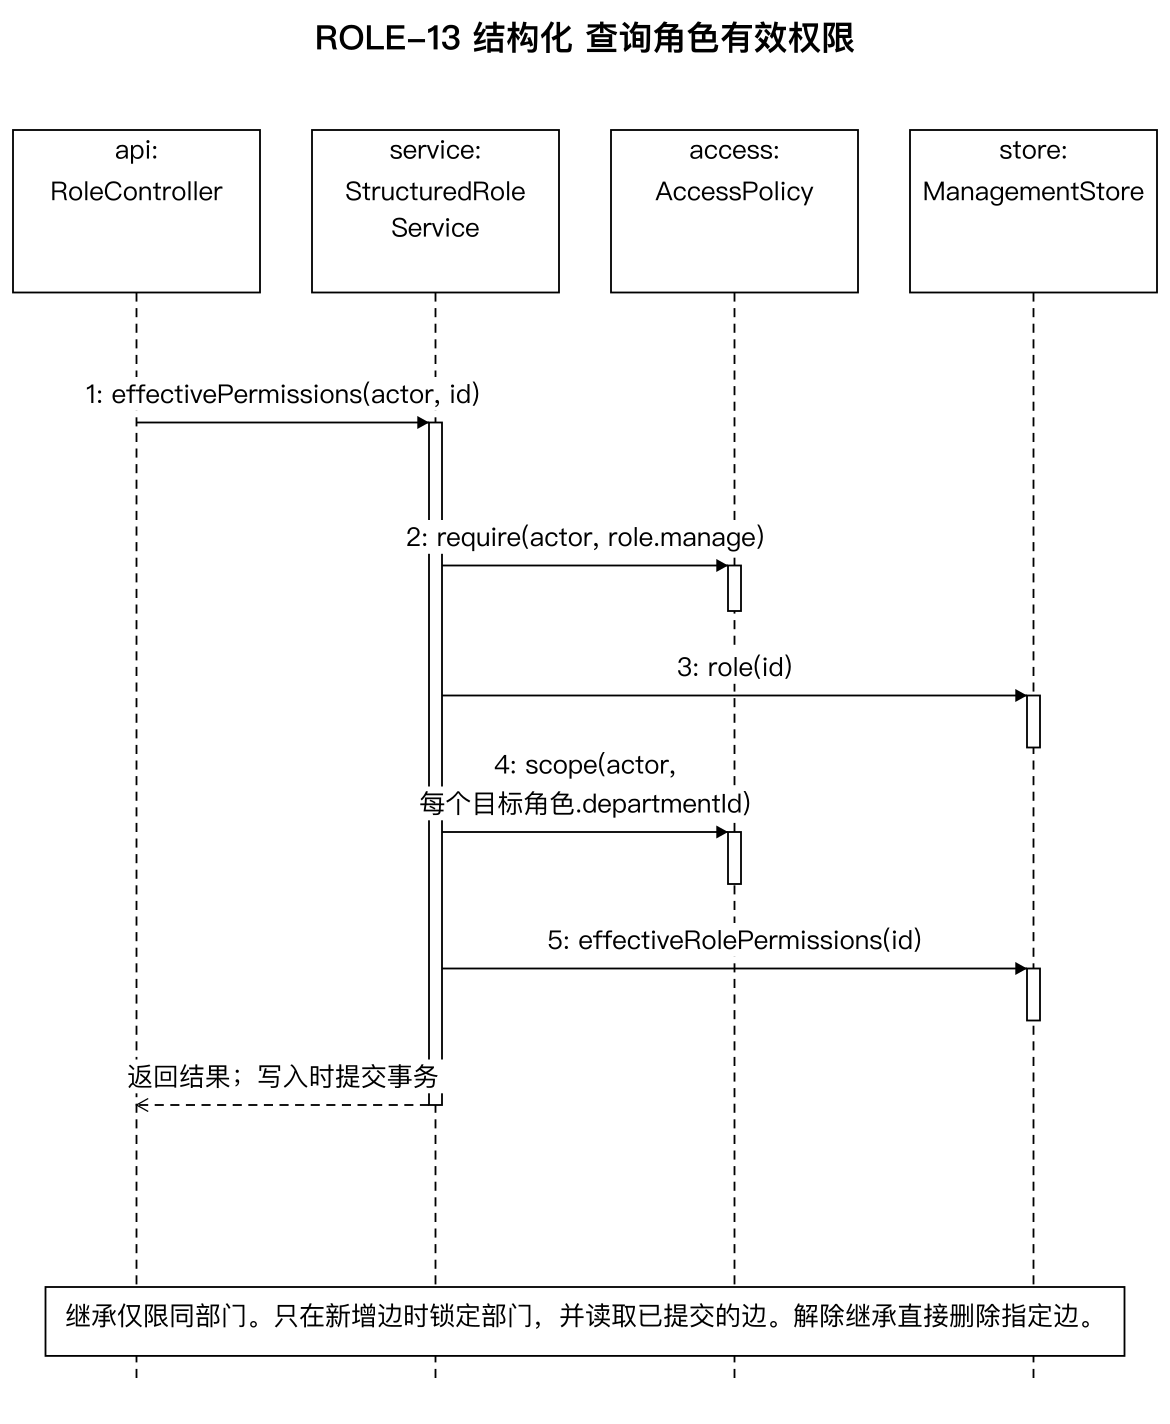 ROLE–13 结构化 查询角色有效权限
api:
RoleController
service:
StructuredRole
Service
access:
AccessPolicy
store:
ManagementStore
1: effectivePermissions(actor, id)
2: require(actor, role.manage)
3: role(id)
4: scope(actor,
每个目标角色.departmentId)
5: effectiveRolePermissions(id)
返回结果；写入时提交事务
继承仅限同部门。只在新增边时锁定部门，并读取已提交的边。解除继承直接删除指定边。